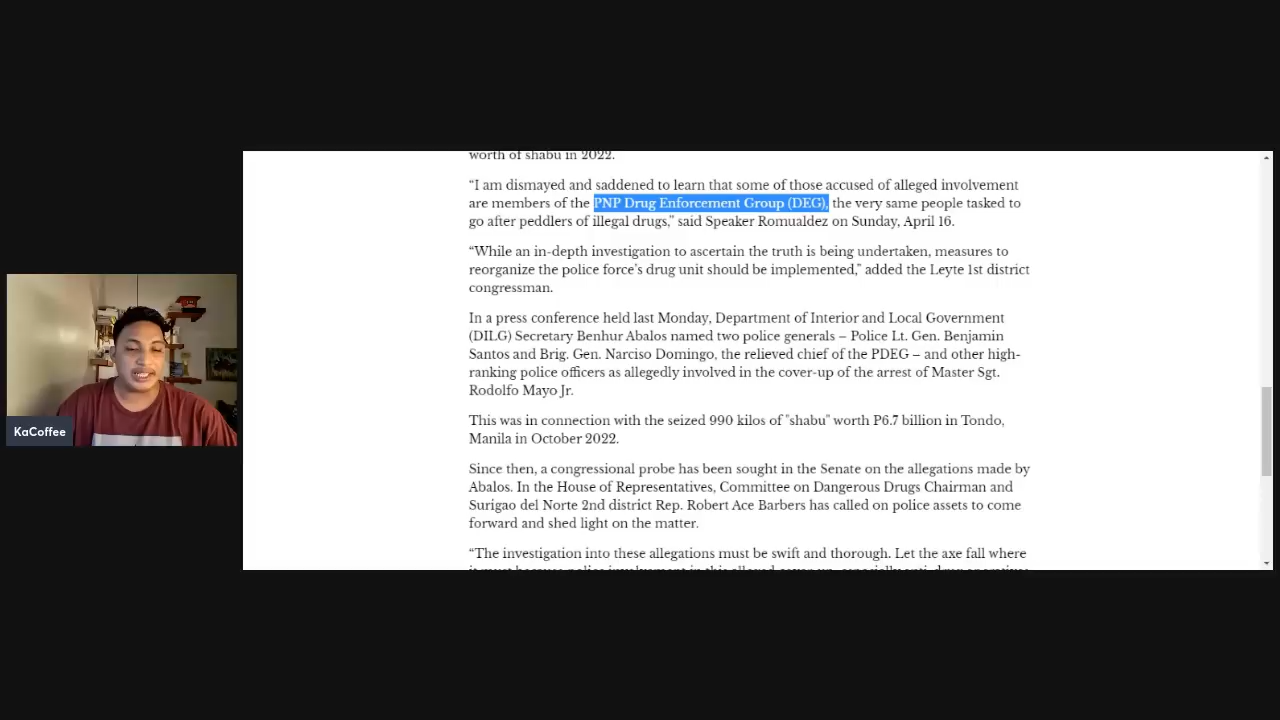 worth of shabu in 2022.
“I am dismayed and saddened to learn that some of those accused of alleged involvement
are members of the PNP Drug Enforcement Group (DEG), the very same people tasked to
go after peddlers of illegal drugs,” said Speaker Romualdez on Sunday, April 16.
“While an in-depth investigation to ascertain the truth is being undertaken, measures to
reorganize the police force’s drug unit should be implemented,” added the Leyte 1st district
congressman.
In a press conference held last Monday, Department of Interior and Local Government
(DILG) Secretary Benhur Abalos named two police generals – Police Lt. Gen. Benjamin
Santos and Brig. Gen. Narciso Domingo, the relieved chief of the PDEG – and other high-
ranking police officers as allegedly involved in the cover-up of the arrest of Master Sgt.
Rodolfo Mayo Jr.
This was in connection with the seized 990 kilos of "shabu" worth P6.7 billion in Tondo,
Manila in October 2022.
Since then, a congressional probe has been sought in the Senate on the allegations made by
Abalos. In the House of Representatives, Committee on Dangerous Drugs Chairman and
Surigao del Norte 2nd district Rep. Robert Ace Barbers has called on police assets to come
forward and shed light on the matter.
“The investigation into these allegations must be swift and thorough. Let the axe fall where
KaCoffee